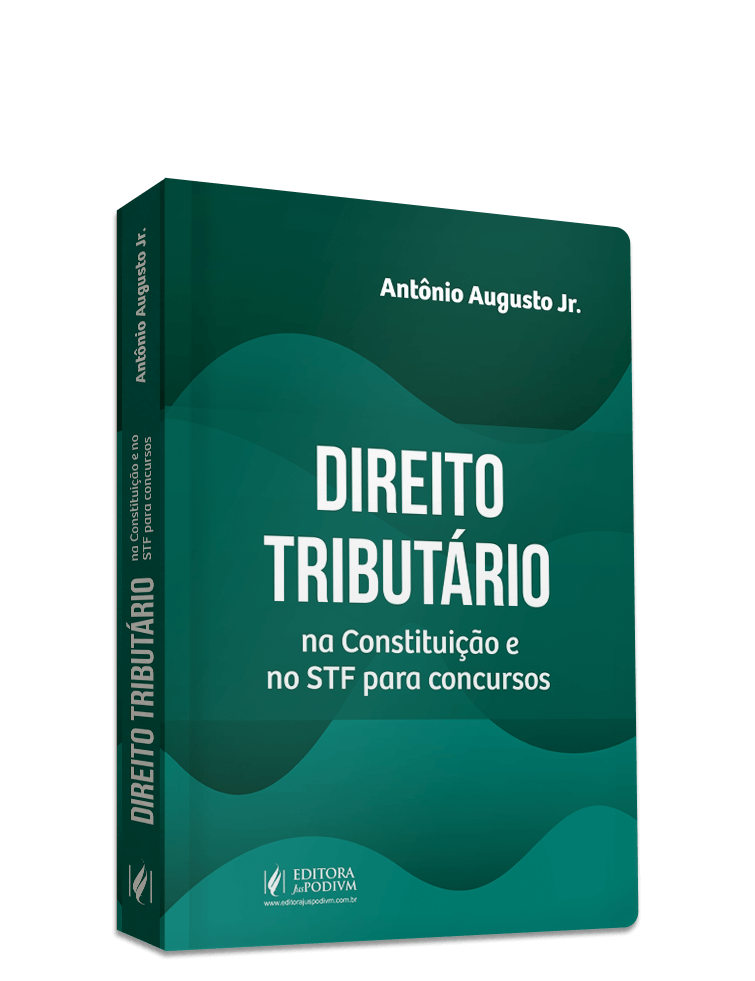 Antônio Augusto Jr.
DIREITO
TRIBUTÁRIO
na Constituição e
no STF para concursos
EDITORA
JusPODIVM
www.editorajuspodivm.com.br
Antônio Augusto Jr.
na Constituição e no
STF para concursos
DIREITO TRIBUTÁRIO